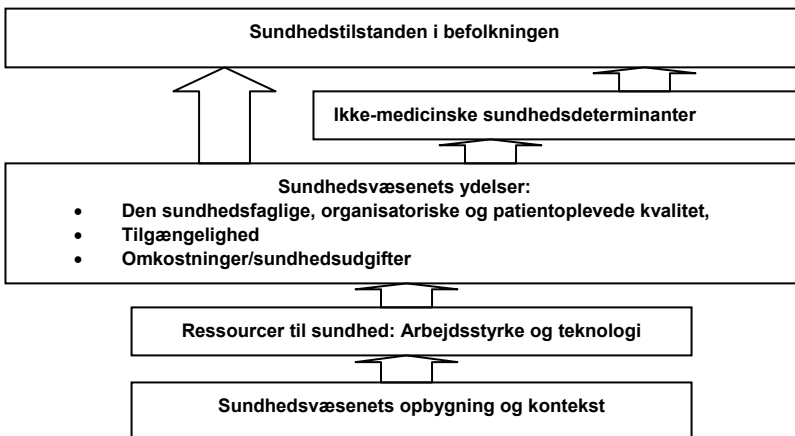 Sundhedstilstanden i befolkningen
Ikke-medicinske sundhedsdeterminanter
Sundhedsvæsenets ydelser:
• Den sundhedsfaglige, organisatoriske og patientoplevede kvalitet,
• Tilgængelighed
• Omkostninger/sundhedsudgifter
Ressourcer til sundhed: Arbejdsstyrke og teknologi
Sundhedsvæsenets opbygning og kontekst